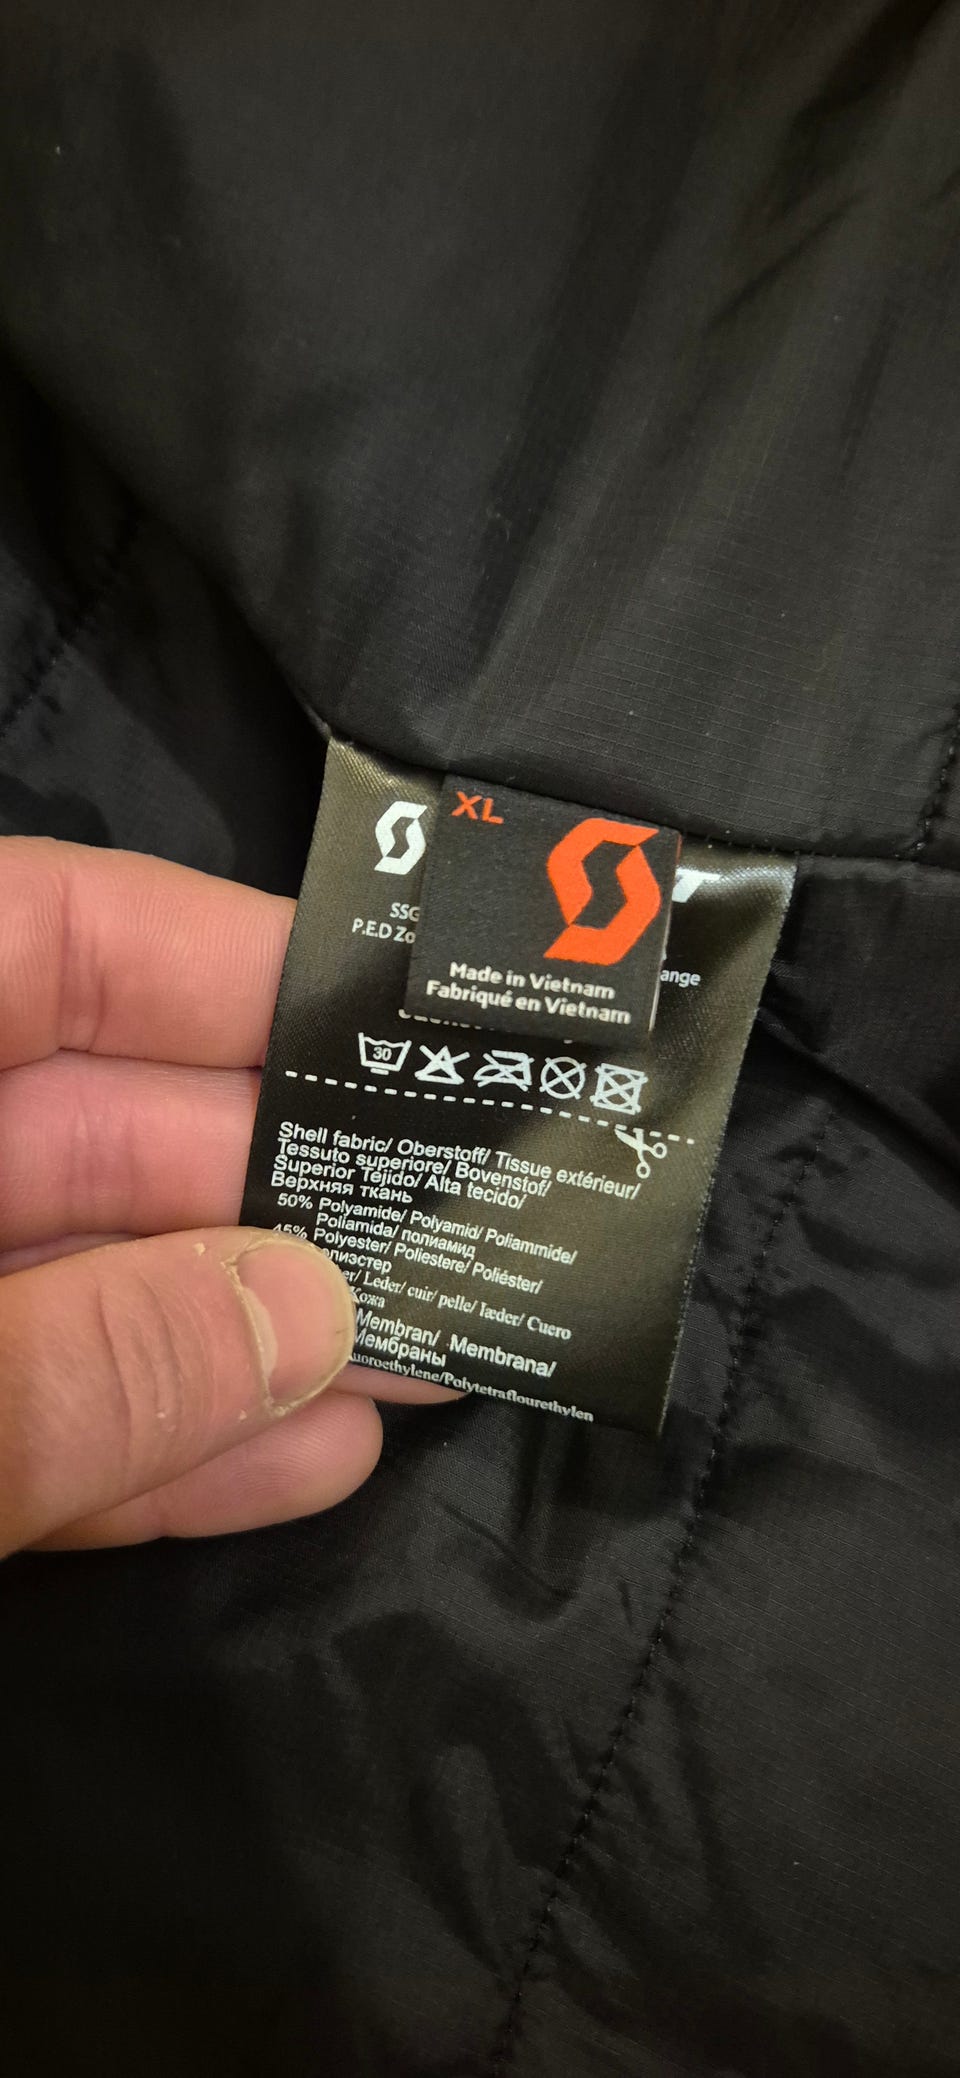 XL
SSG
P.E.D Zo
ange
Made in Vietnam
Fabriqué en Vietnam
30
Shell fabric/ Oberstoff/ Tissue extérieur/
Tessuto superiore/ Bovenstof/
Superior Tejido/ Alta tecido/
Верхняя ткань
50% Polyamide/ Polyamid/ Poliammide/
Poliamida/ полиамид
45% Polyester/ Poliestere/ Poliéster/
Leder/ cuir/ pelle/ læder/ Cuero
Кожа
Membran/ Membrana/
Мембраны
uoroethylene/Polytetraflourethylen